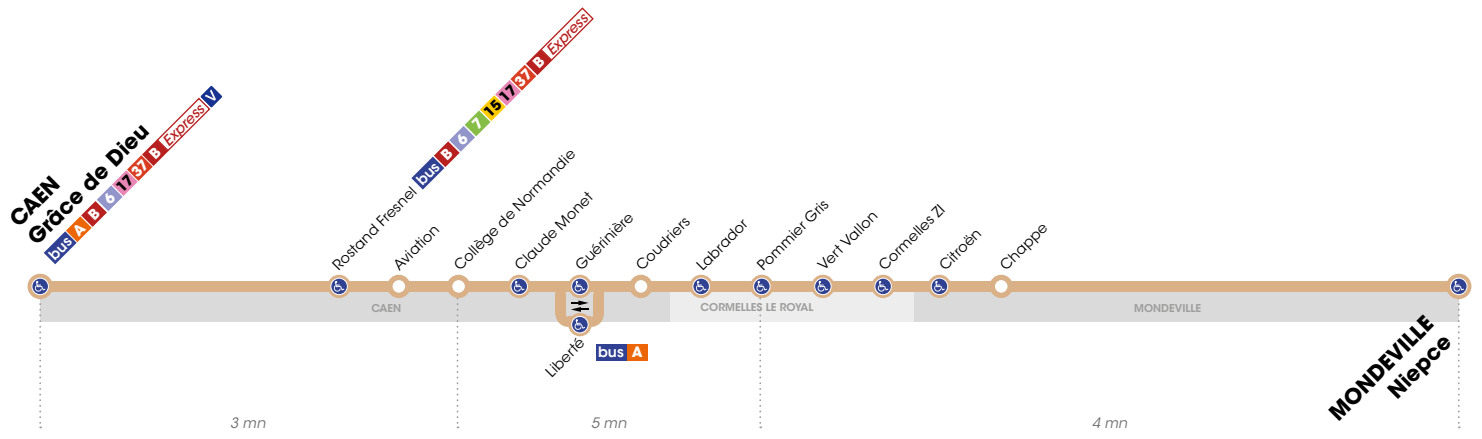 CAEN
Grâce de Dieu
bus A B 6 17 37 B Express V
Rostand Fresnel bus B 6 7 15 17 37 B Express
Aviation
Collège de Normandie
Claude Monet
Guérinière
Coudriers
Labrador
Pommier Gris
Vert Vallon
Cormelles ZI
Citroën
Chappe
CAEN
CORMELLES LE ROYAL
MONDEVILLE
Liberté
bus A
MONDEVILLE
Niepce
3 mn
5 mn
4 mn